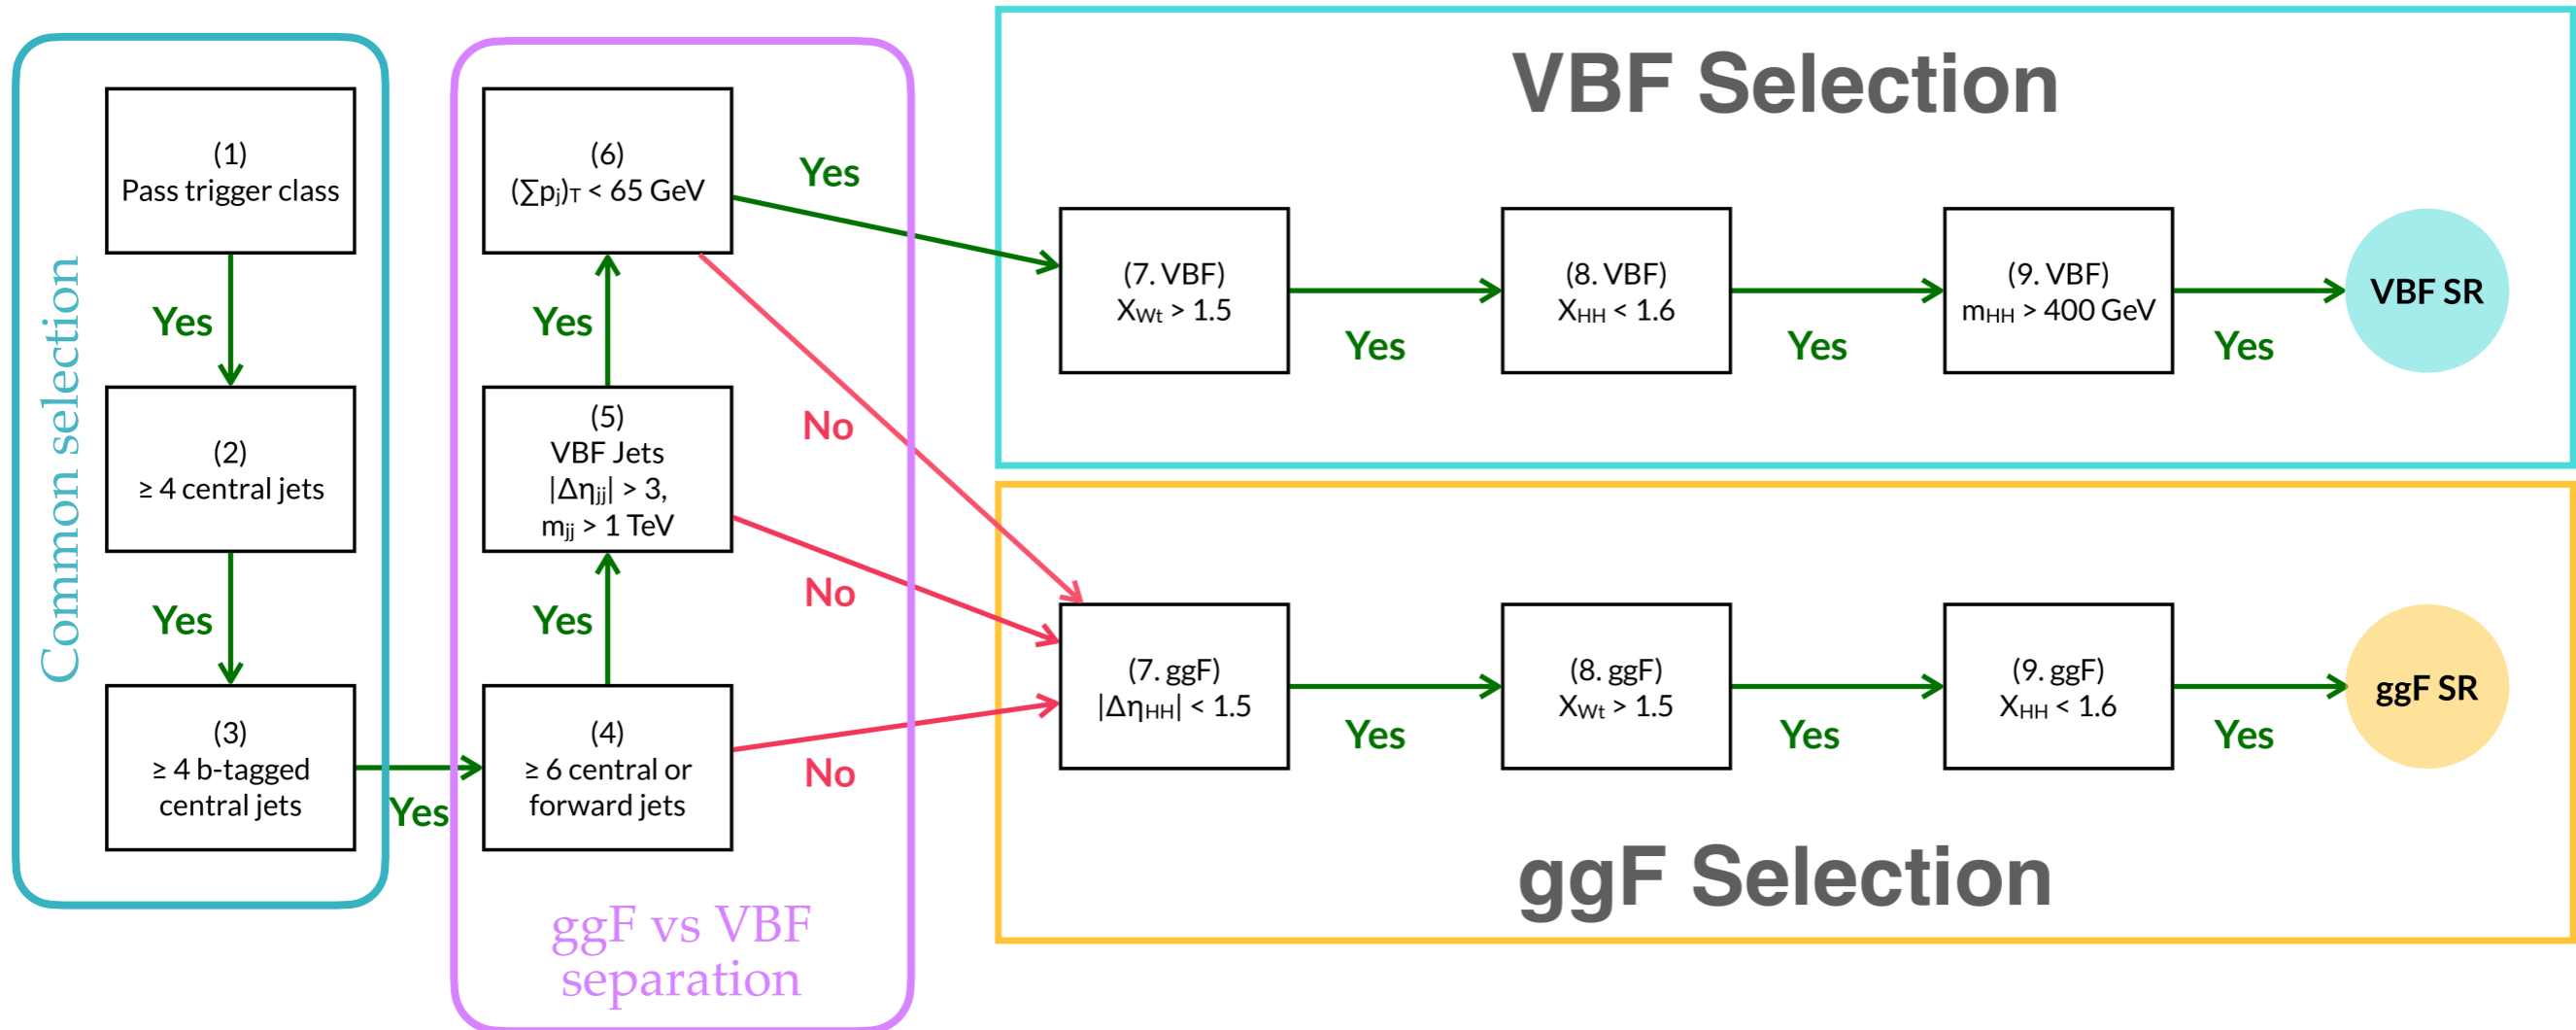 Common selection
(1)
Pass trigger class
Yes
(2)
≥ 4 central jets
Yes
(3)
≥ 4 b-tagged
central jets
Yes
(6)
(∑pj)T < 65 GeV
Yes
(5)
VBF Jets
|Δηjj| > 3,
mjj > 1 TeV
Yes
(4)
≥ 6 central or
forward jets
ggF vs VBF
separation
Yes
No
No
No
VBF Selection
(7. VBF)
XWt > 1.5
Yes
(8. VBF)
XHH < 1.6
Yes
(9. VBF)
mHH > 400 GeV
Yes
VBF SR
(7. ggF)
|ΔηHH| < 1.5
Yes
(8. ggF)
XWt > 1.5
Yes
(9. ggF)
XHH < 1.6
Yes
ggF SR
ggF Selection